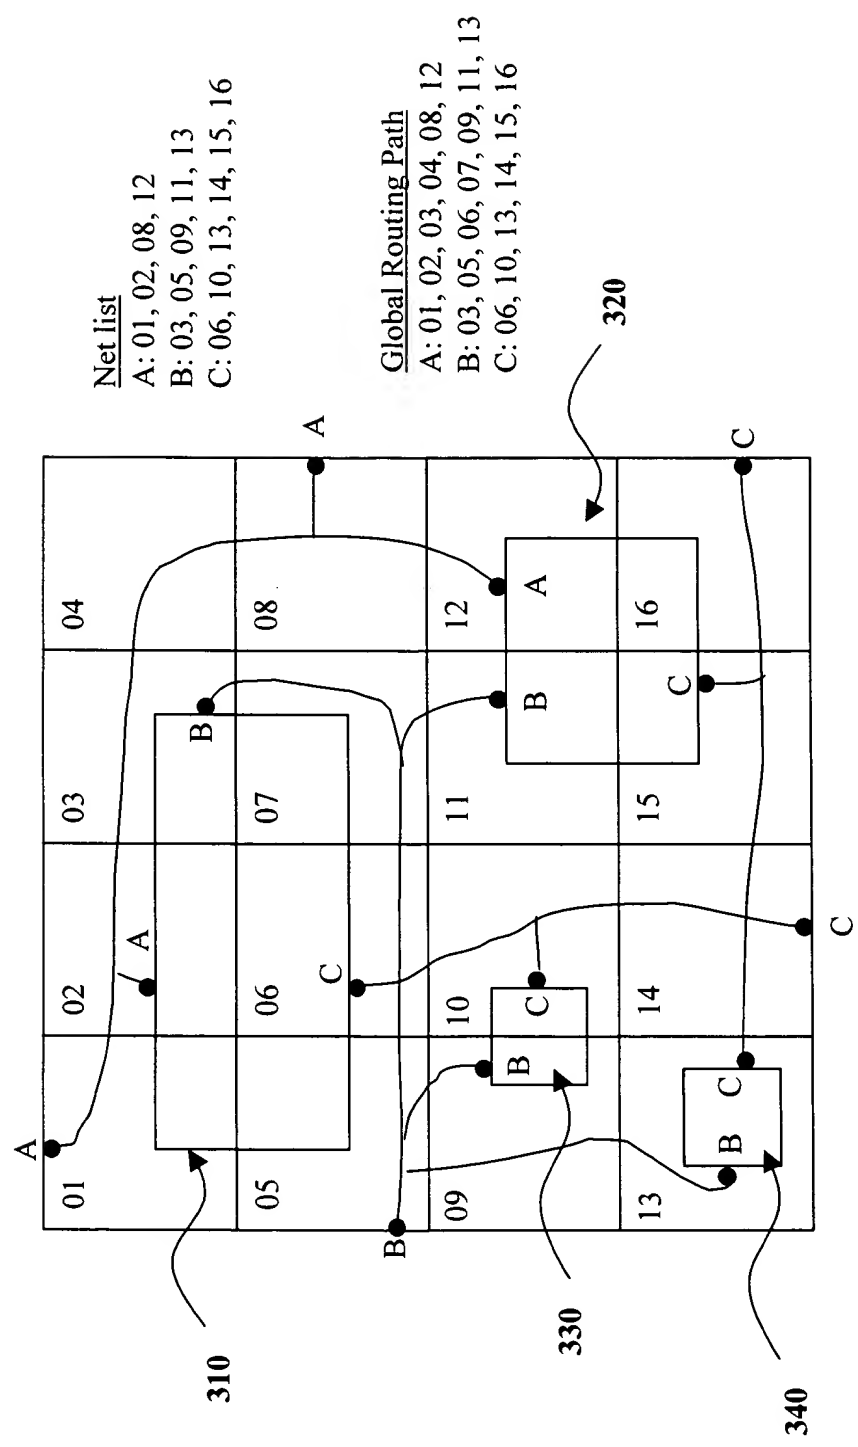 A
01 02 03 04
Net list
A: 01, 02, 08, 12
B: 03, 05, 09, 11, 13
C: 06, 10, 13, 14, 15, 16
A
B
310
05 06 07 08
A
C
B
Global Routing Path
A: 01, 02, 03, 04, 08, 12
B: 03, 05, 06, 07, 09, 11, 13
C: 06, 10, 13, 14, 15, 16
09 10 11 12
B C B A
330
320
13 14 15 16
C
B C C
340
C